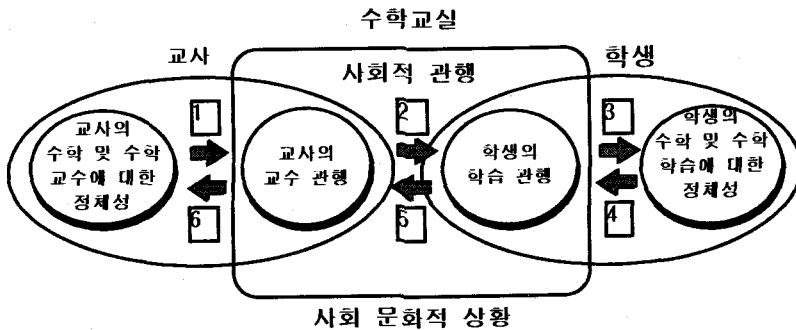 수학교실
교사
학생
사회적 관행
1
2
3
교사의
수학 및 수학
교수에 대한
정체성
교사의
교수 관행
학생의
학습 관행
학생의
수학 및 수학
학습에 대한
정체성
6
5
4
사회 문화적 상황